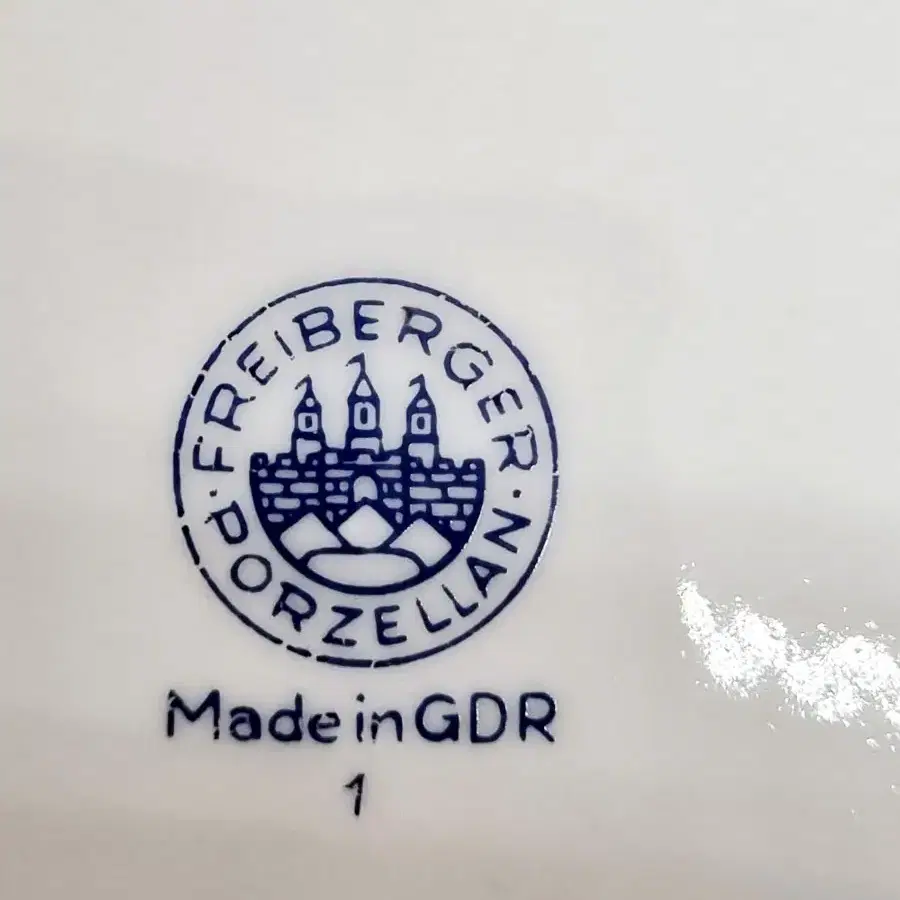 FREIBERGER
PORZELLAN
Made in GDR
1